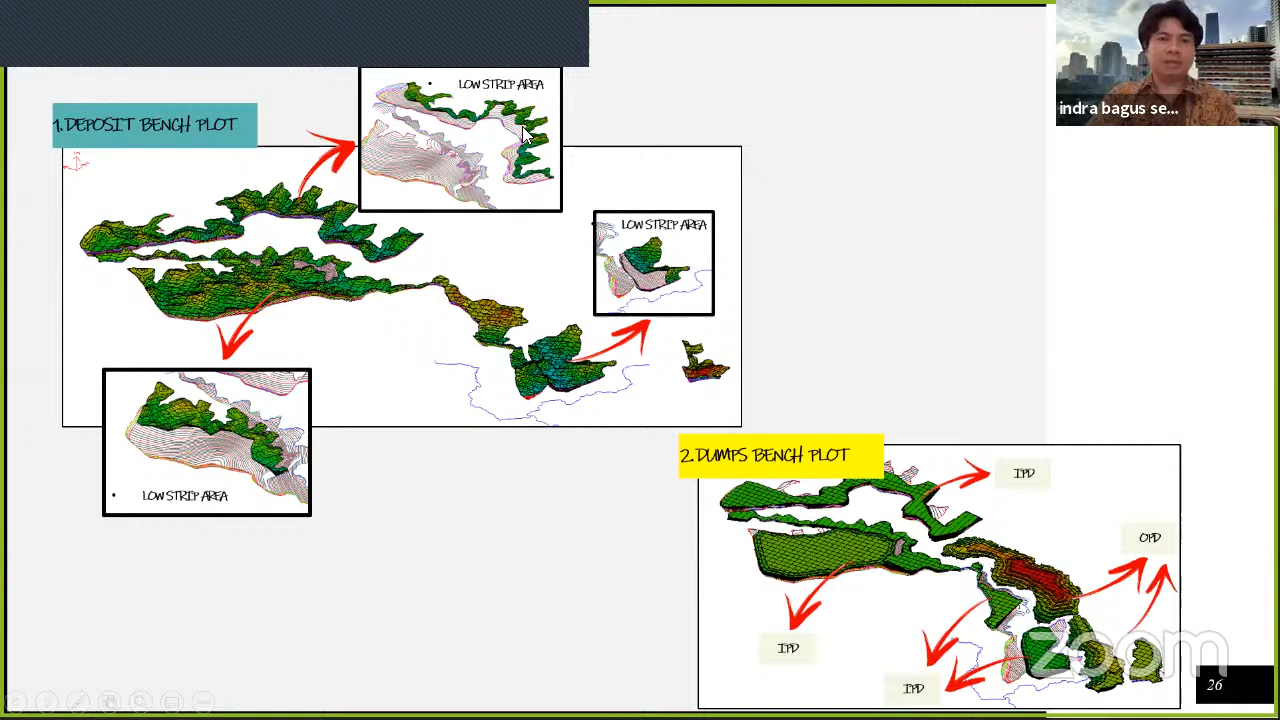 LOW STRIP AREA
indra bagus se...
1.DEPOSIT BENCH PLOT
LOW STRIP AREA
2.DUMPS BENCH PLOT
IPD
LOW STRIP AREA
OPD
IPD
zoom
IPD
26